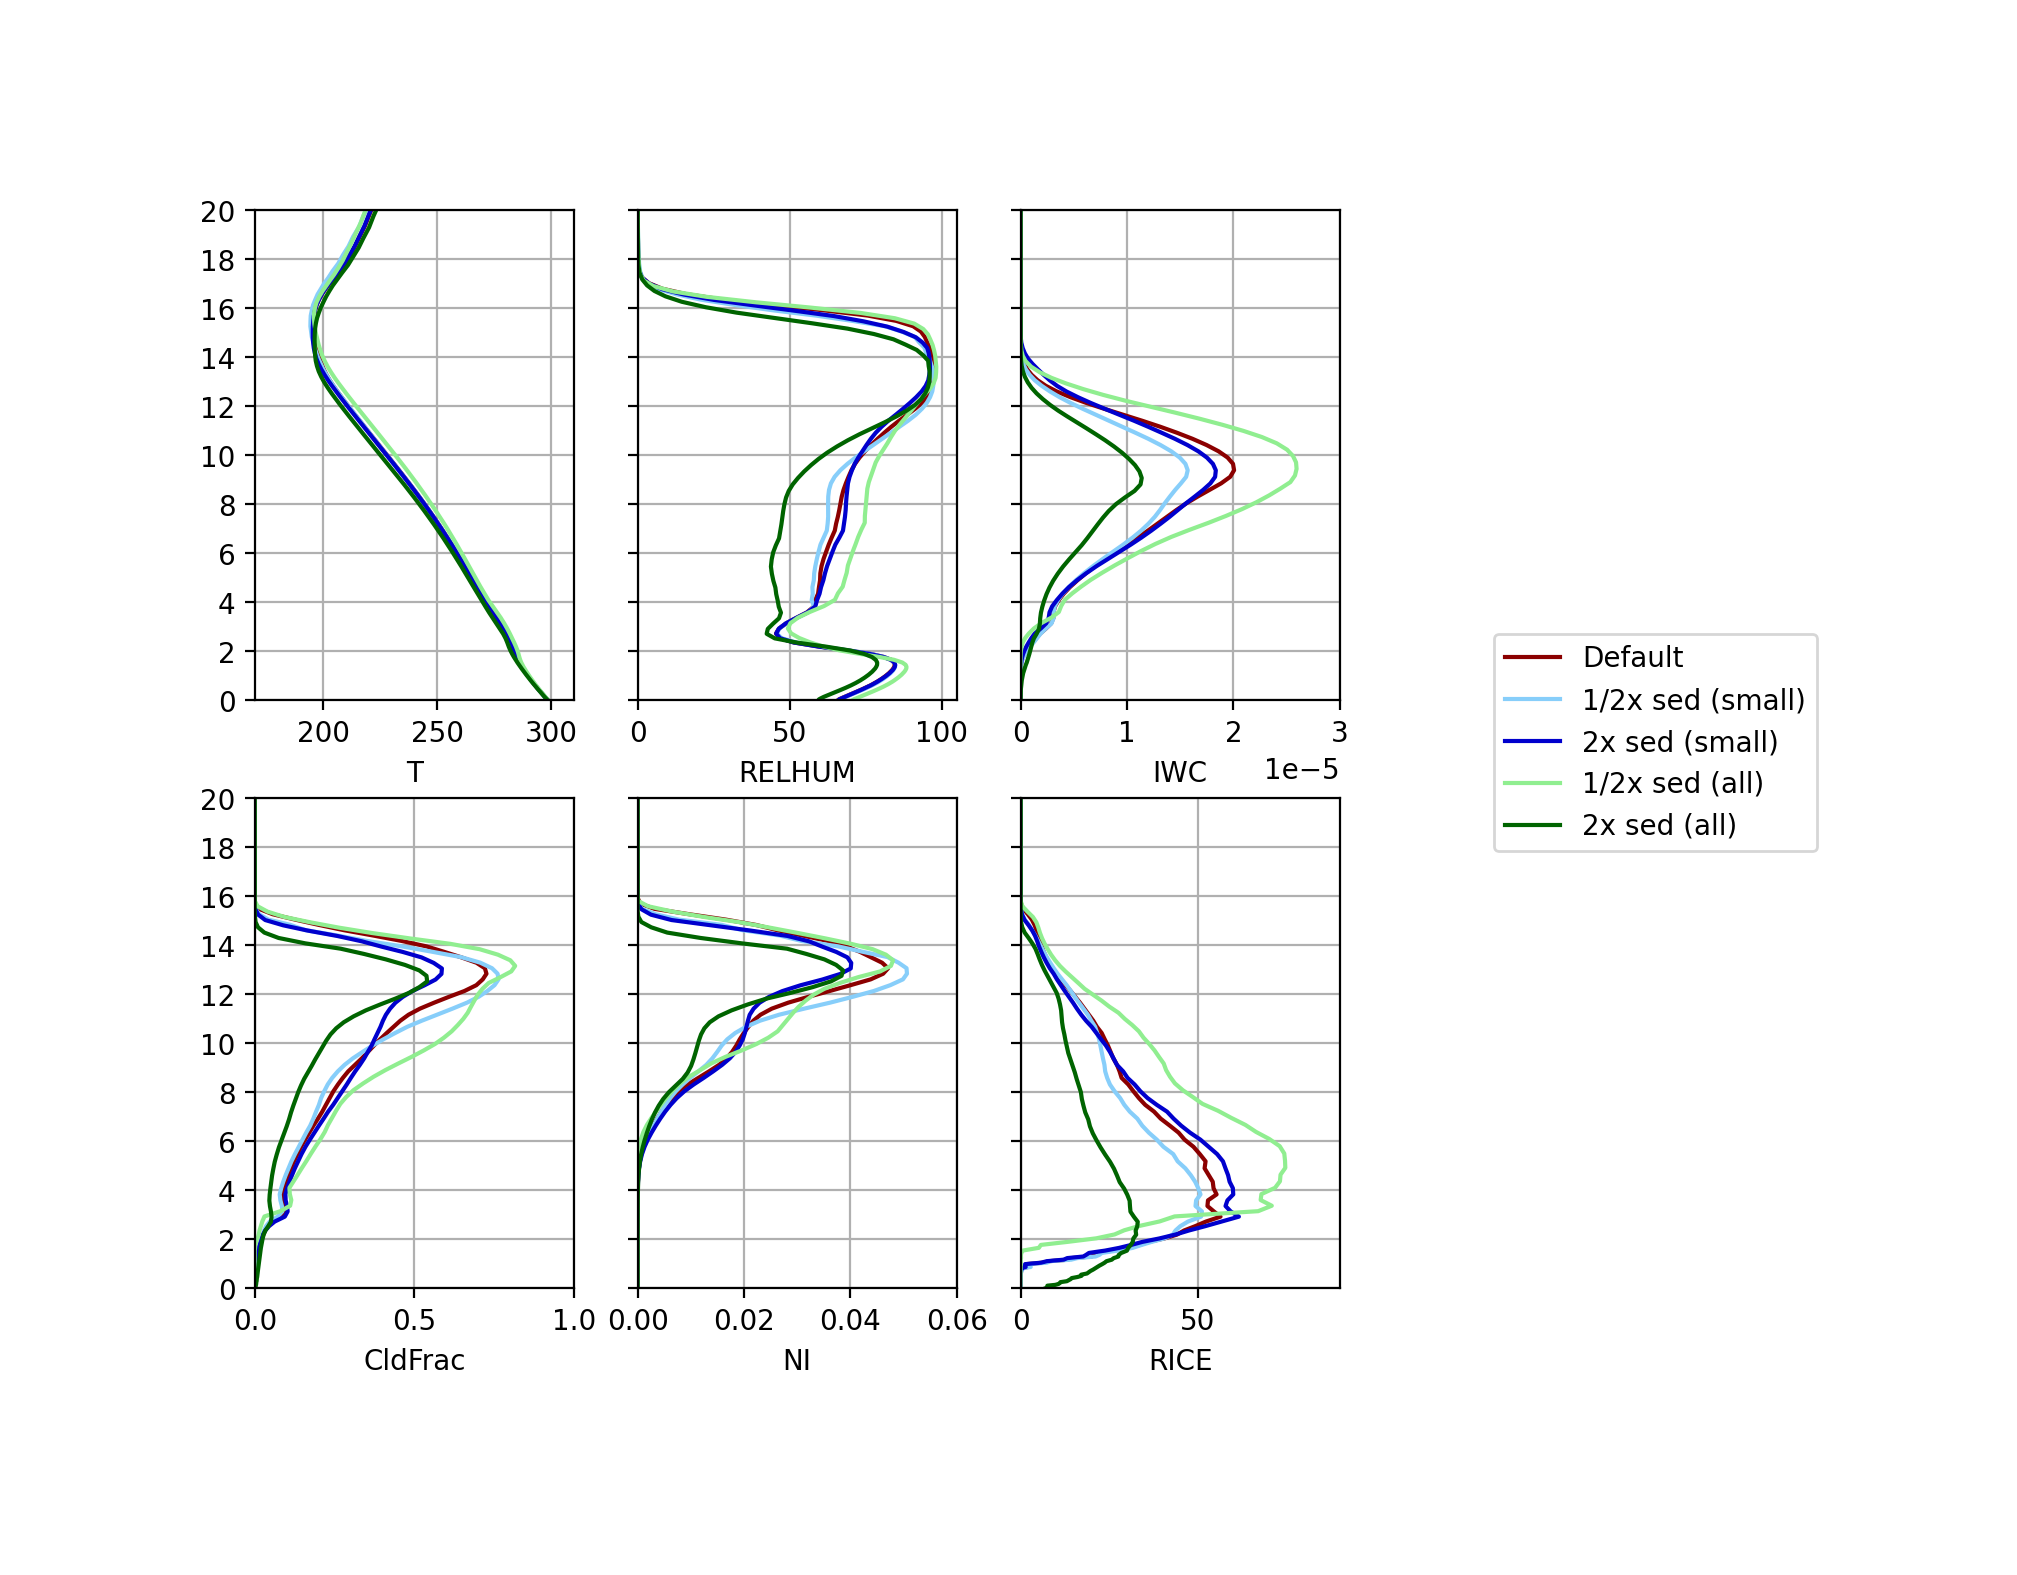 20
18
16
14
12
10
8
6
4
2
0
200 250 300
T
0 50 100
RELHUM
0 1 2 3
IWC
1e−5
20
18
16
14
12
10
8
6
4
2
0
0.0 0.5 1.0
CldFrac
0.00 0.02 0.04 0.06
NI
0 50
RICE
Default
1/2x sed (small)
2x sed (small)
1/2x sed (all)
2x sed (all)